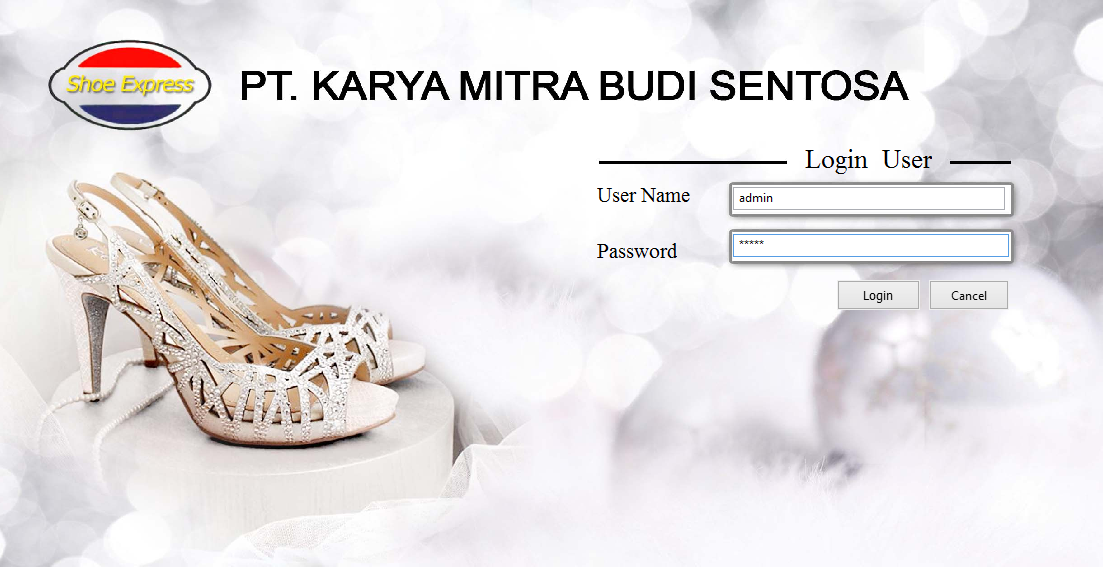 Shoe Express
PT. KARYA MITRA BUDI SENTOSA
Login User
User Name
admin
Password
*****
Login
Cancel